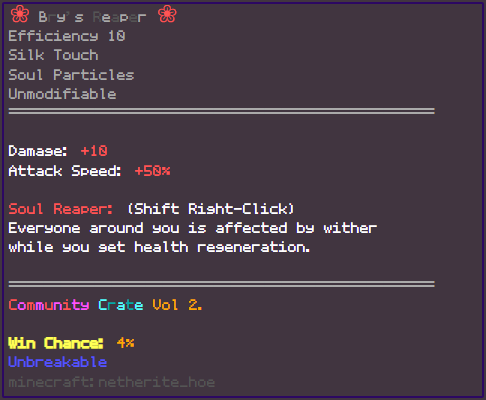 ❀ Bry's Reaper ❀
Efficiency 10
Silk Touch
Soul Particles
Unmodifiable
Damage: +10
Attack Speed: +50%
Soul Reaper: (Shift Right-Click)
Everyone around you is affected by wither
while you get health regeneration.
Community Crate Vol 2.
Win Chance: 4%
Unbreakable
minecraft:netherite_hoe